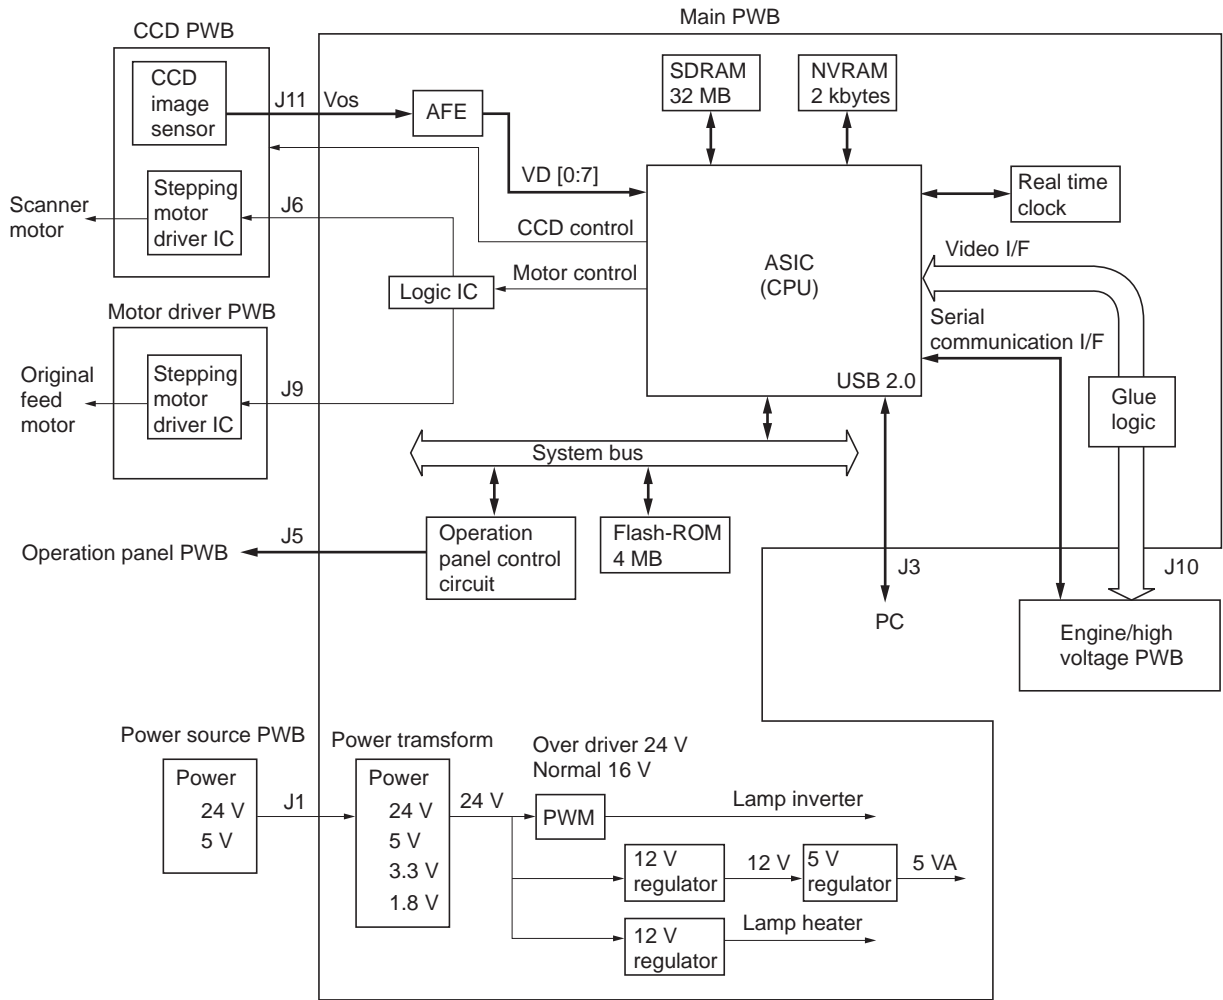 Main PWB
CCD PWB
CCD
image
sensor
J11
Vos
AFE
SDRAM
32 MB
NVRAM
2 kbytes
VD [0:7]
Stepping
motor
driver IC
J6
Scanner
motor
CCD control
Motor control
Logic IC
ASIC
(CPU)
USB 2.0
Real time
clock
Video I/F
Serial
communication I/F
Glue
logic
Motor driver PWB
Stepping
motor
driver IC
J9
Original
feed
motor
System bus
Operation panel PWB
J5
Operation
panel control
circuit
Flash-ROM
4 MB
J3
PC
J10
Engine/high
voltage PWB
Power source PWB
Power
24 V
5 V
J1
Power tramsform
Power
24 V
5 V
3.3 V
1.8 V
24 V
Over driver 24 V
Normal 16 V
PWM
Lamp inverter
12 V
regulator
12 V
5 V
regulator
5 VA
12 V
regulator
Lamp heater